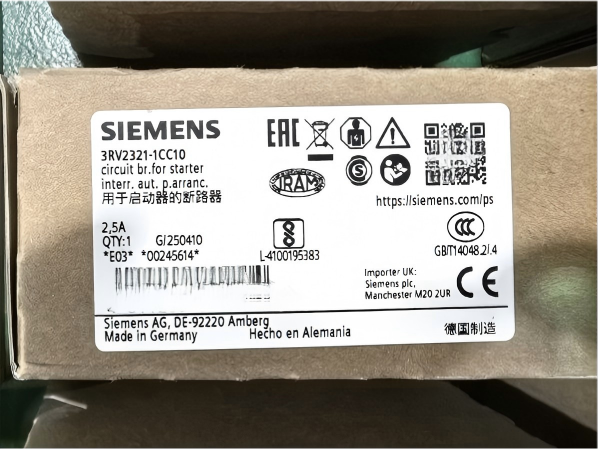 SIEMENS
EAC
3RV2321-1CC10
circuit br.for starter
interr. aut. p.arranc.
用于启动器的断路器
IRAM
S
https://siemens.com/ps
2,5A
QTY:1 G/250410
*E03* *00245614*
L-4100195383
CCC
GB/T14048.2/.4
Importer UK:
Siemens plc,
Manchester M20 2UR
CE
Siemens AG, DE-92220 Amberg
Made in Germany Hecho en Alemania 德国制造